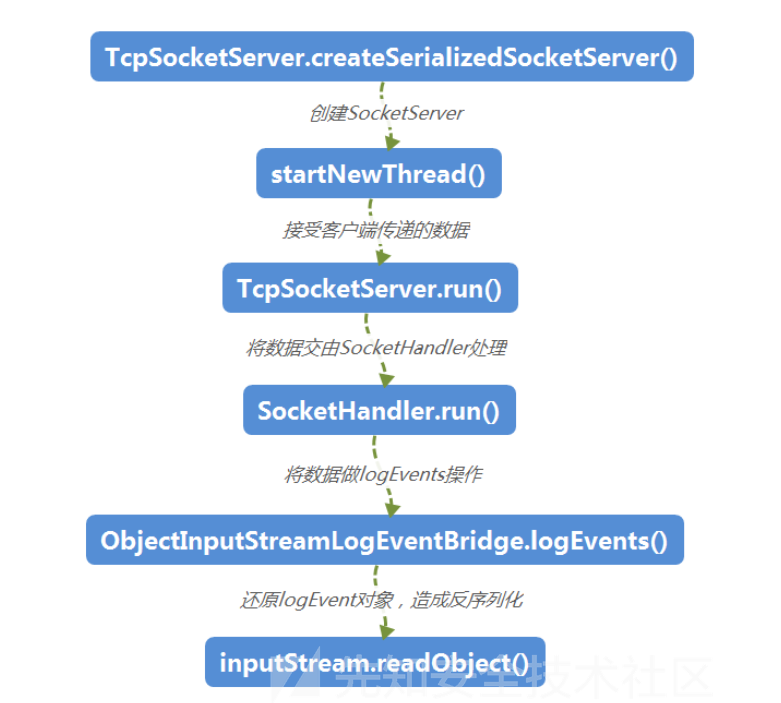 TcpSocketServer.createSerializedSocketServer()
创建SocketServer
startNewThread()
接受客户端传递的数据
TcpSocketServer.run()
将数据交由SocketHandler处理
SocketHandler.run()
将数据做logEvents操作
ObjectInputStreamLogEventBridge.logEvents()
还原logEvent对象，造成反序列化
inputStream.readObject()
先知安全技术社区